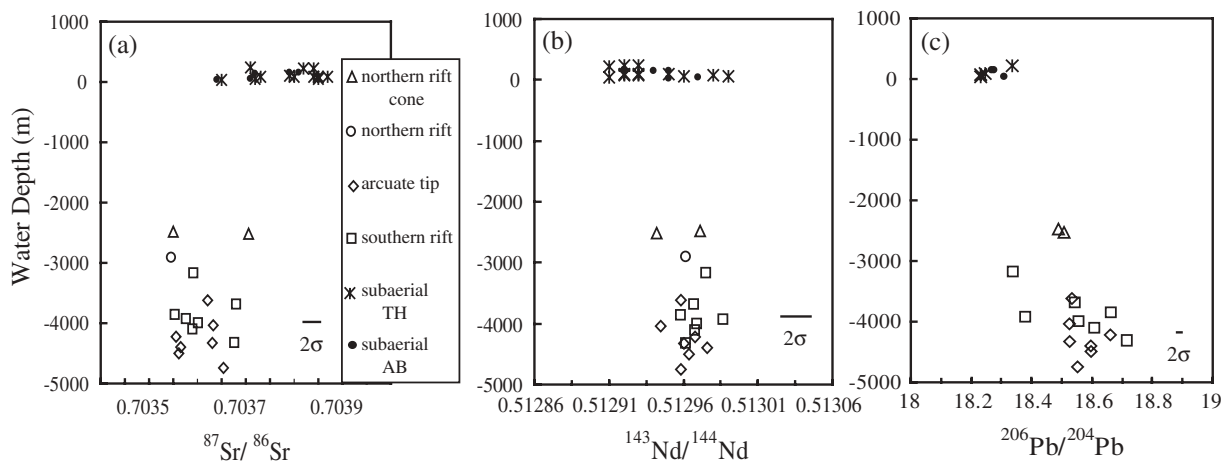 (a)
1000
0
-1000
-2000
-3000
-4000
-5000
Water Depth (m)
0.7035
0.7037
0.7039
87Sr/ 86Sr
2σ
northern rift
cone
northern rift
arcuate tip
southern rift
subaerial
TH
subaerial
AB
(b)
1000
0
-1000
-2000
-3000
-4000
-5000
0.51286
0.51291
0.51296
0.51301
0.51306
143Nd/ 144Nd
2σ
(c)
1000
0
-1000
-2000
-3000
-4000
-5000
18
18.2
18.4
18.6
18.8
19
206Pb/204Pb
2σ